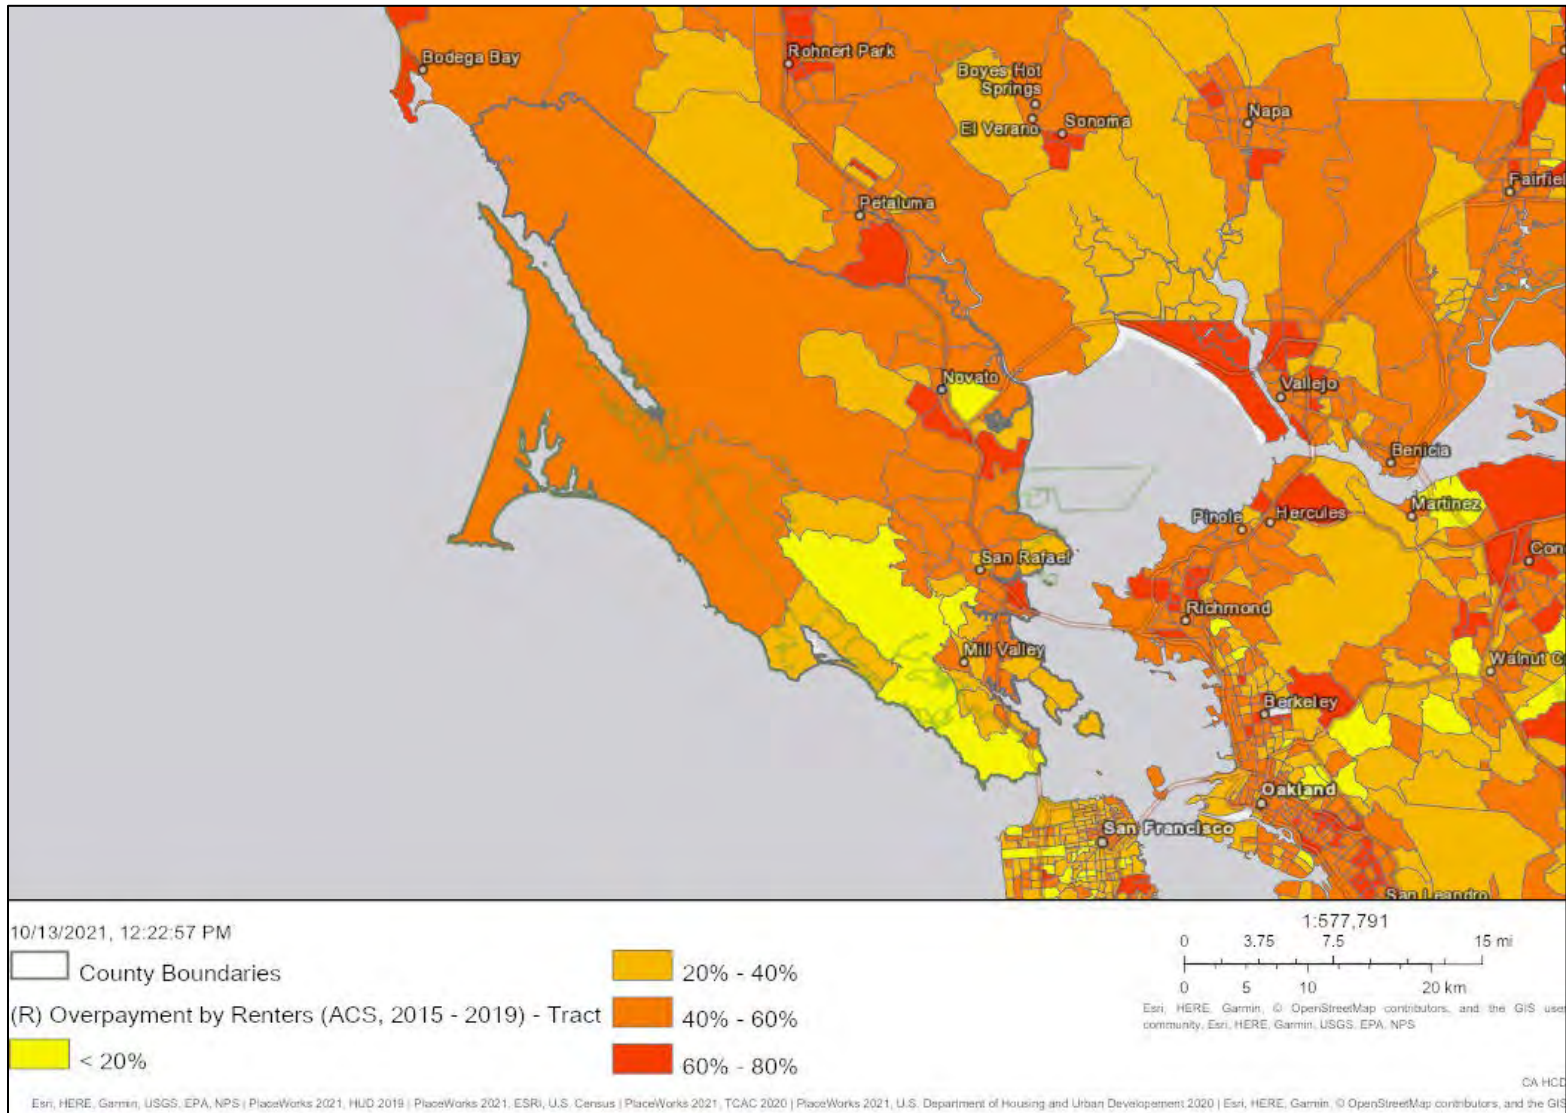 Bodega Bay
Rohnert Park
Boyes Hot
Springs
El Verano
Sonoma
Napa
Fairfiel
Petaluma
Novato
Vallejo
Benicia
Martinez
Pinole
Hercules
Con
San Rafael
Richmond
Mill Valley
Walnut C
Berkeley
Oakland
San Francisco
San Leandro
10/13/2021, 12:22:57 PM
County Boundaries
(R) Overpayment by Renters (ACS, 2015 - 2019) - Tract
< 20%
20% - 40%
40% - 60%
60% - 80%
1:577,791
0 3.75 7.5 15 mi
0 5 10 20 km
Esri, HERE, Garmin, © OpenStreetMap contributors, and the GIS user
community, Esri, HERE, Garmin, USGS, EPA, NPS
CA HCD
Esri, HERE, Garmin, USGS, EPA, NPS | PlaceWorks 2021, HUD 2019 | PlaceWorks 2021, ESRI, U.S. Census | PlaceWorks 2021, TCAC 2020 | PlaceWorks 2021, U.S. Department of Housing and Urban Developement 2020 | Esri, HERE, Garmin, © OpenStreetMap contributors, and the GIS